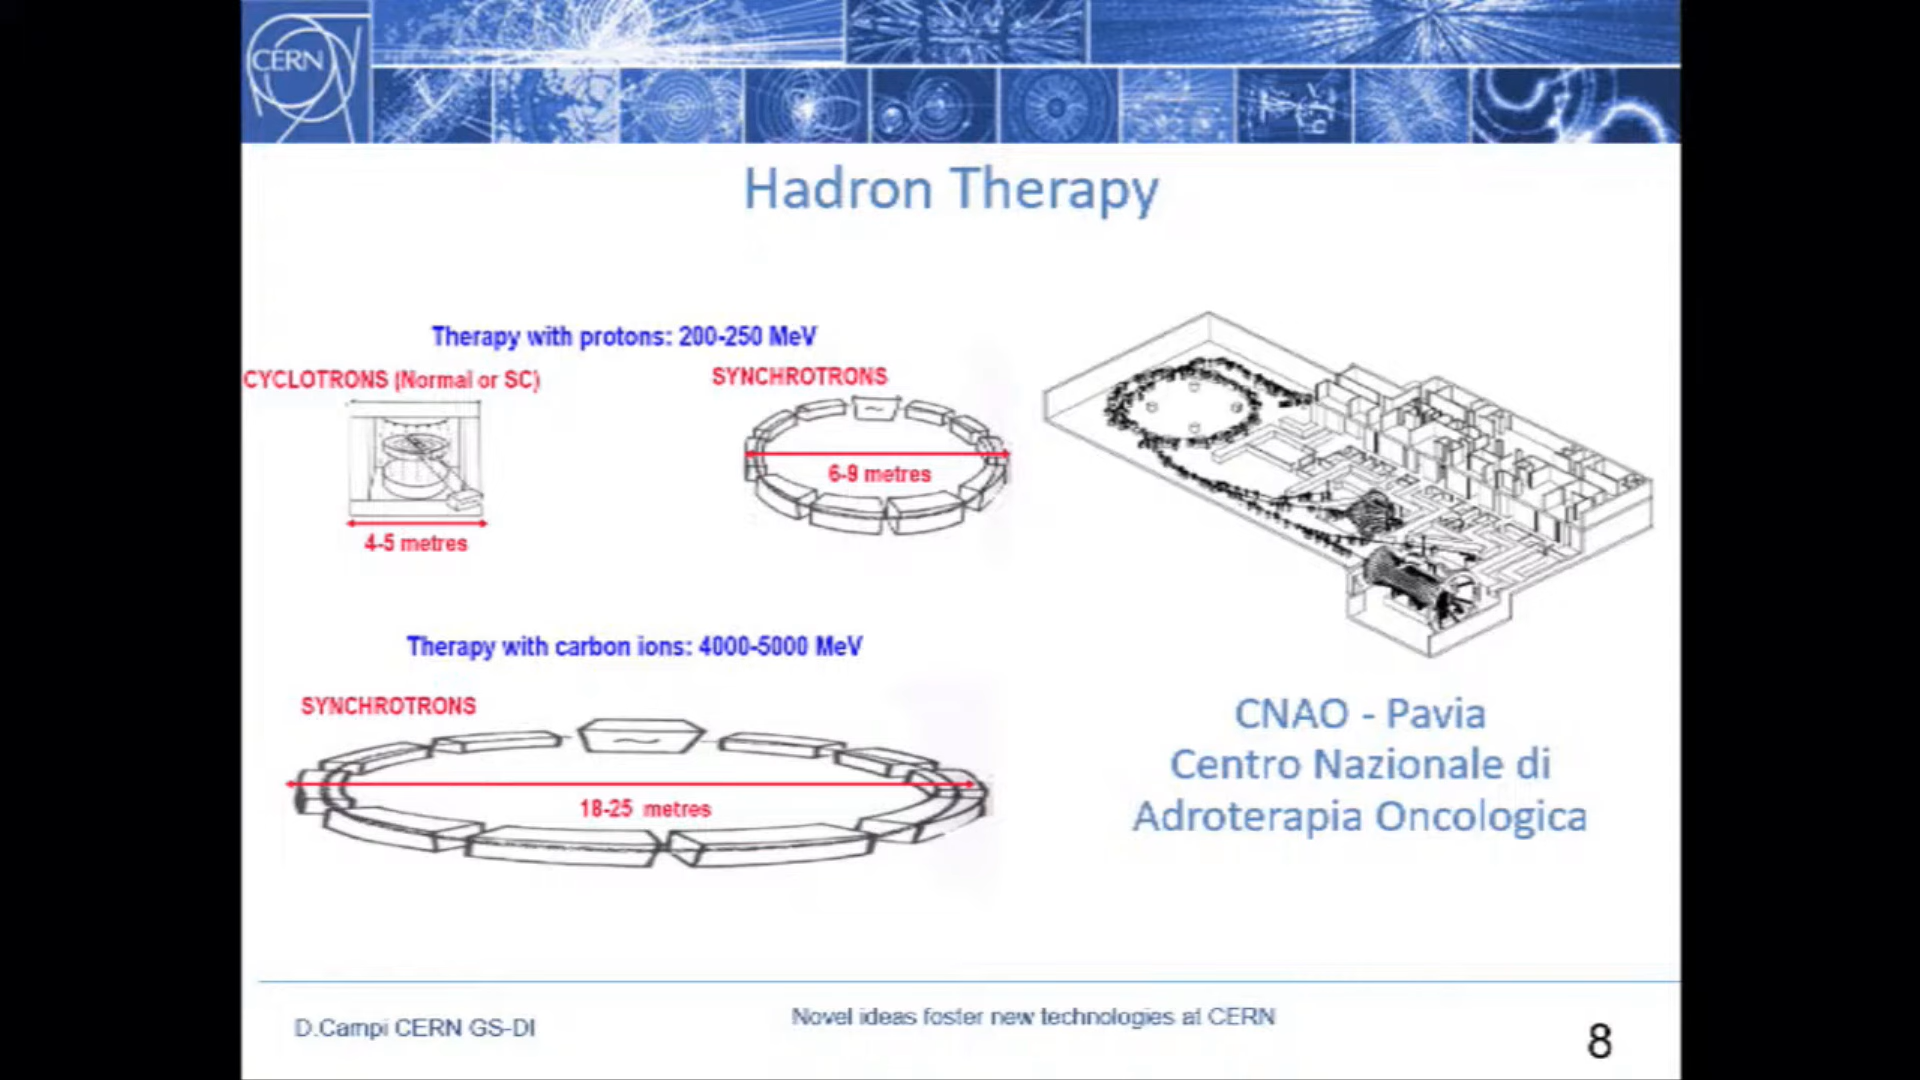 CERN
Hadron Therapy
Therapy with protons: 200-250 MeV
CYCLOTRONS (Normal or SC)
SYNCHROTRONS
6-9 metres
4-5 metres
Therapy with carbon ions: 4000-5000 MeV
SYNCHROTRONS
18-25 metres
CNAO - Pavia
Centro Nazionale di
Adroterapia Oncologica
D.Campi CERN GS-DI
Novel ideas foster new technologies at CERN
8